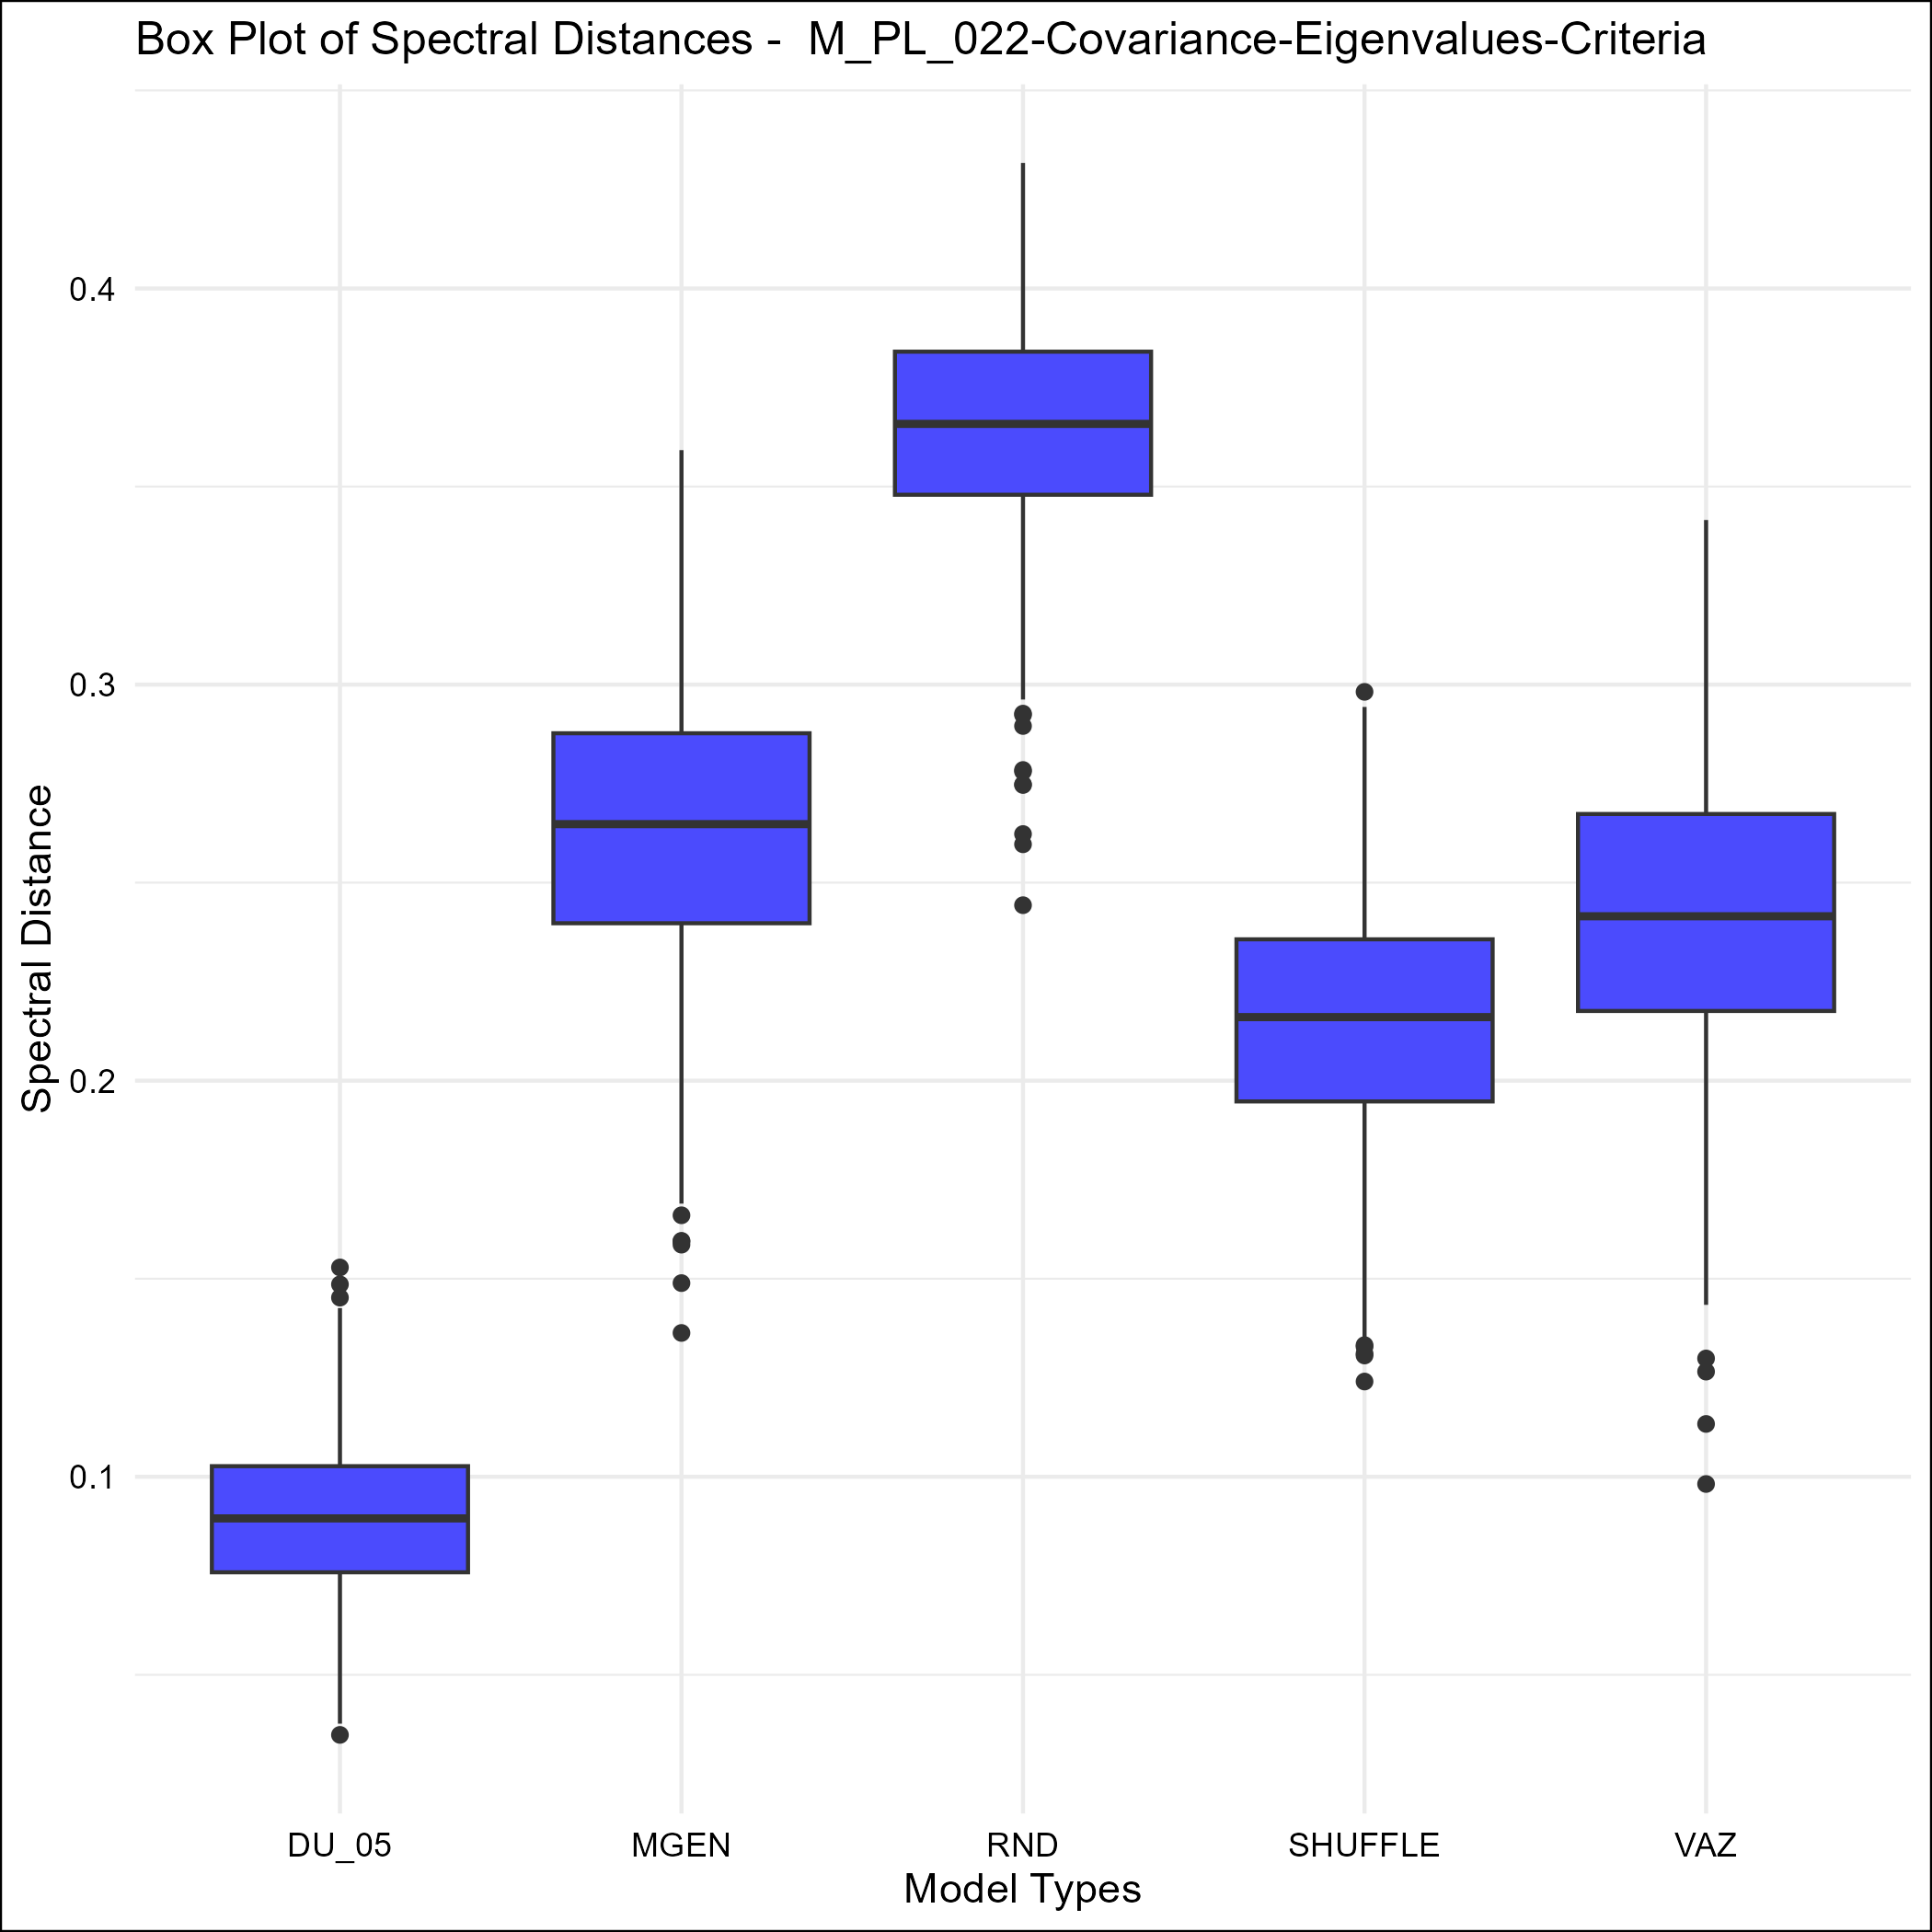 Box Plot of Spectral Distances -  M_PL_022-Covariance-Eigenvalues-Criteria
Spectral Distance
0.4
0.3
0.2
0.1
DU_05 MGEN RND SHUFFLE VAZ
Model Types